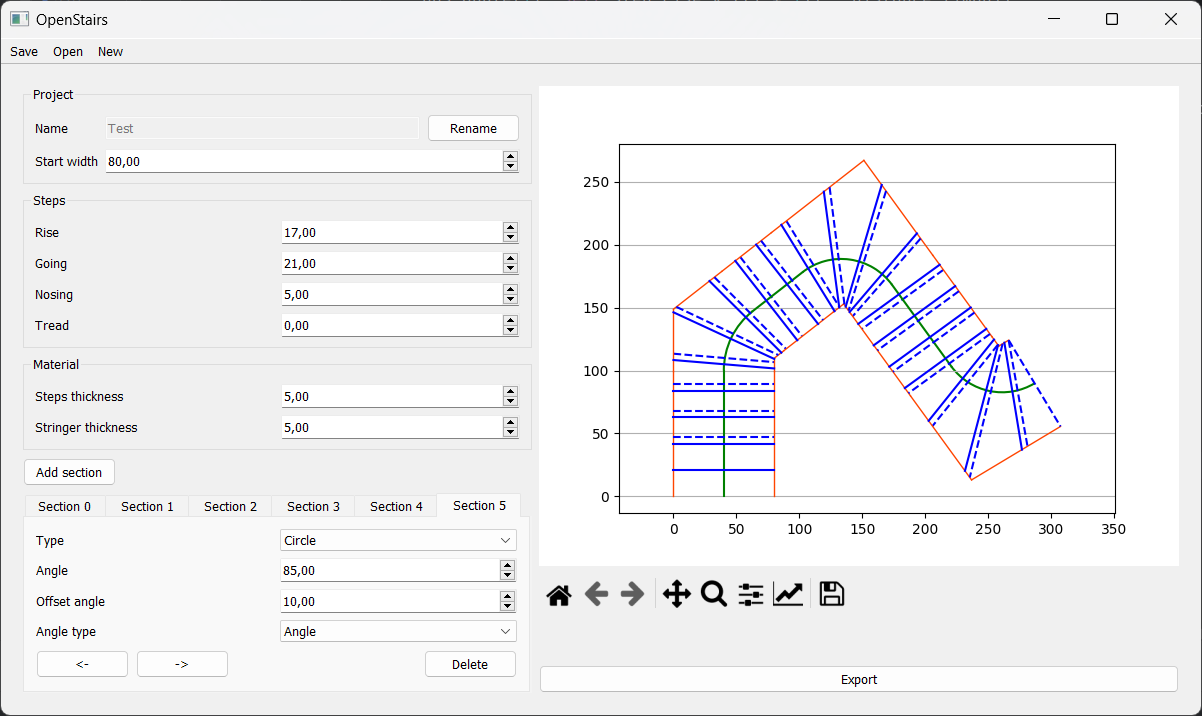 OpenStairs
Save Open New
Project
Name Test Rename
Start width 80,00
Steps
Rise 17,00
Going 21,00
Nosing 5,00
Tread 0,00
Material
Steps thickness 5,00
Stringer thickness 5,00
Add section
Section 0 Section 1 Section 2 Section 3 Section 4 Section 5
Type Circle
Angle 85,00
Offset angle 10,00
Angle type Angle
<- -> Delete
250
200
150
100
50
0
0 50 100 150 200 250 300 350
Export